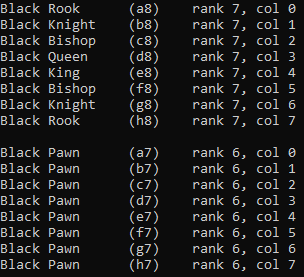 Black Rook (a8) rank 7, col 0
Black Knight (b8) rank 7, col 1
Black Bishop (c8) rank 7, col 2
Black Queen (d8) rank 7, col 3
Black King (e8) rank 7, col 4
Black Bishop (f8) rank 7, col 5
Black Knight (g8) rank 7, col 6
Black Rook (h8) rank 7, col 7
Black Pawn (a7) rank 6, col 0
Black Pawn (b7) rank 6, col 1
Black Pawn (c7) rank 6, col 2
Black Pawn (d7) rank 6, col 3
Black Pawn (e7) rank 6, col 4
Black Pawn (f7) rank 6, col 5
Black Pawn (g7) rank 6, col 6
Black Pawn (h7) rank 6, col 7